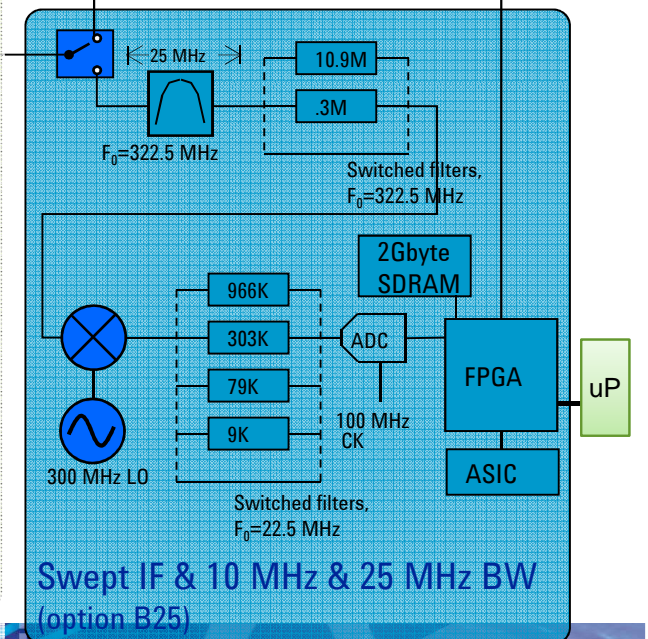 25 MHz
10.9M
.3M
F₀=322.5 MHz
Switched filters,
F₀=322.5 MHz
2Gbyte
SDRAM
966K
303K
79K
9K
ADC
FPGA
uP
100 MHz
CK
300 MHz LO
ASIC
Switched filters,
F₀=22.5 MHz
Swept IF & 10 MHz & 25 MHz BW
(option B25)